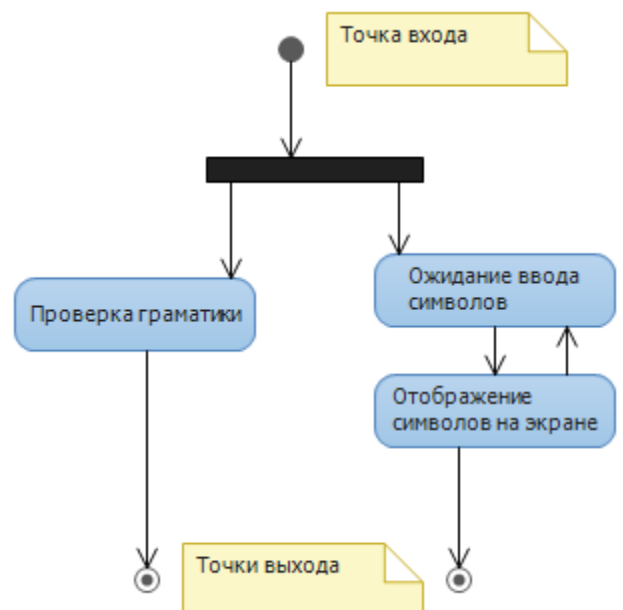 Точка входа
Ожидание ввода
символов
Проверка граматики
Отображение
символов на экране
Точки выхода